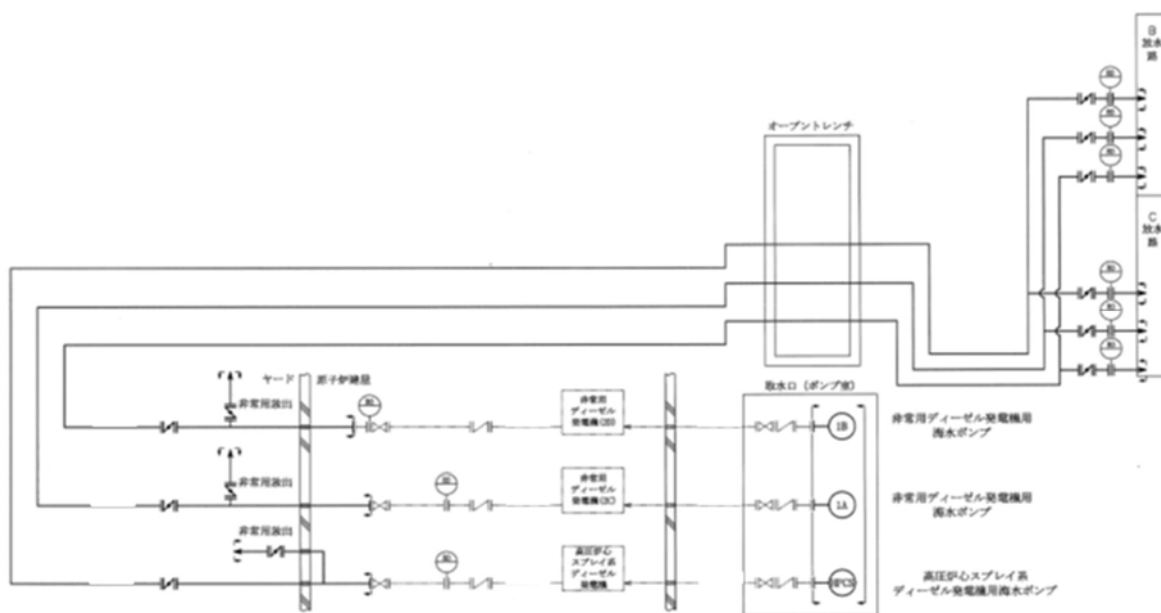 B
放水
路
オープントレンチ
C
放水
路
ヤード 原子炉建屋
取水口(ポンプ室)
非常用放出
非常用
ディーゼル
発電機(2D)
1B
非常用ディーゼル発電機用
海水ポンプ
非常用放出
非常用
ディーゼル
発電機(2C)
1A
非常用ディーゼル発電機用
海水ポンプ
非常用放出
高圧炉心
スプレイ系
ディーゼル
発電機
HPCS
高圧炉心スプレイ系
ディーゼル発電機用海水ポンプ